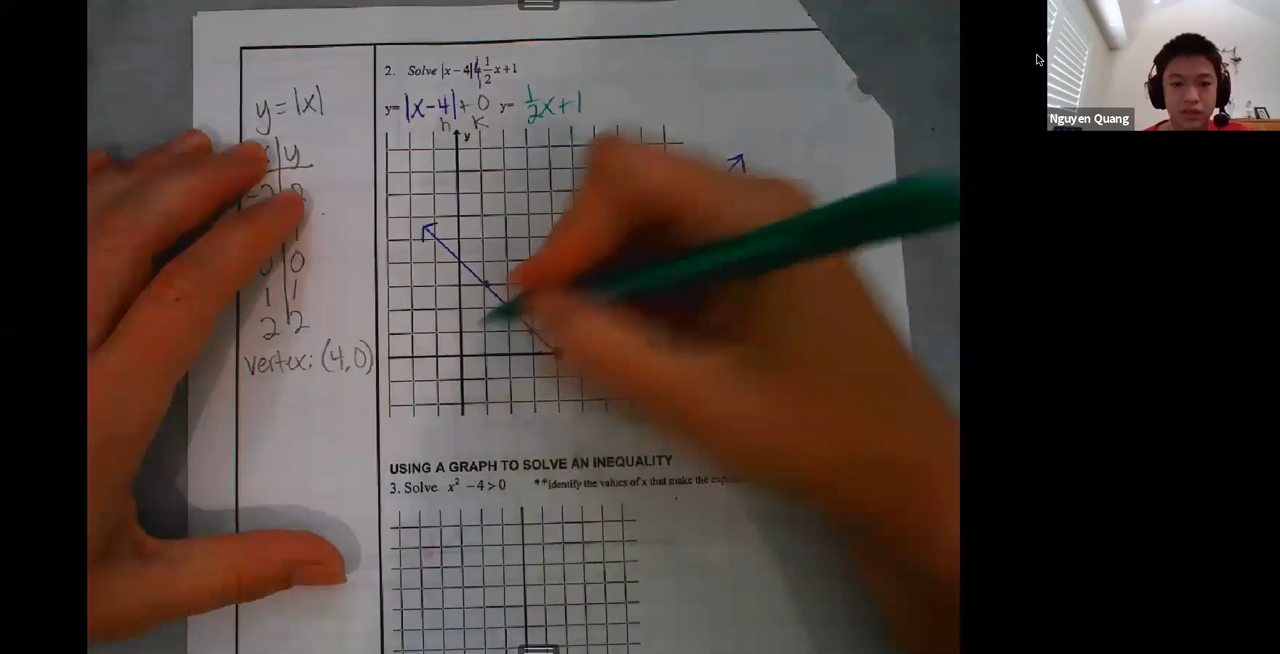 2. Solve |x-4| = 1/2 x+1
y=|x-4|+0 y= 1/2 x+1
h k
y
y=|x|
y
0 0
1 1
2 2
vertex: (4,0)
USING A GRAPH TO SOLVE AN INEQUALITY
3. Solve x² -4>0 **Identify the values of x that make the
Nguyen Quang